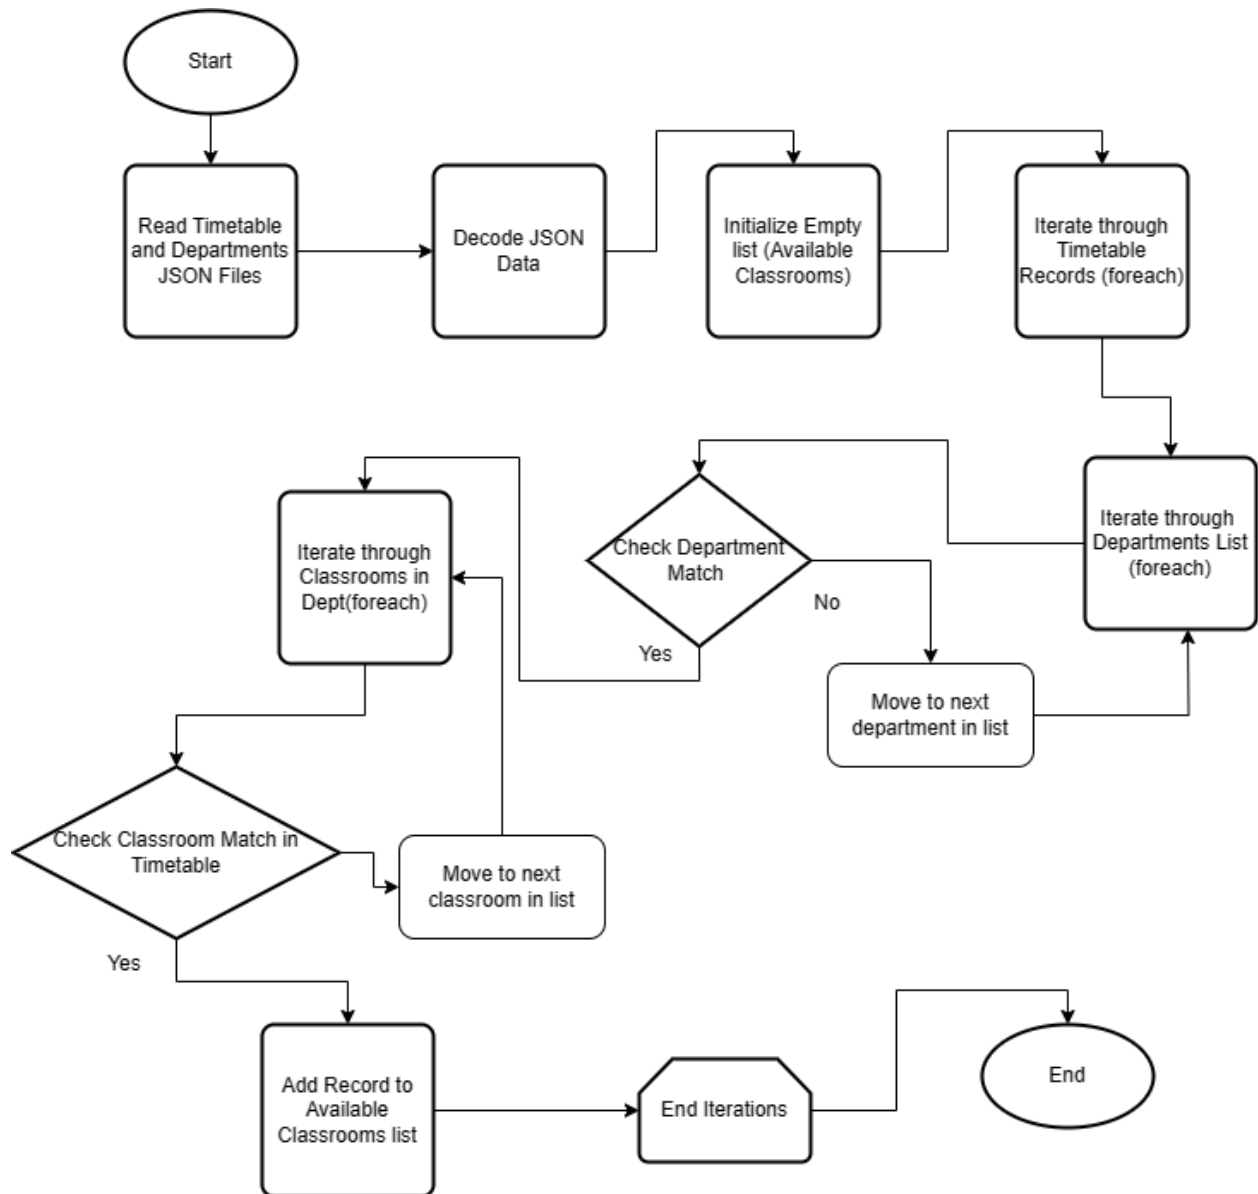 Start
Read Timetable
and Departments
JSON Files
Decode JSON
Data
Initialize Empty
list (Available
Classrooms)
Iterate through
Timetable
Records (foreach)
Iterate through
Departments List
(foreach)
Check Department
Match
No
Yes
Move to next
department in list
Iterate through
Classrooms in
Dept(foreach)
Check Classroom Match in
Timetable
Move to next
classroom in list
Yes
Add Record to
Available
Classrooms list
End Iterations
End